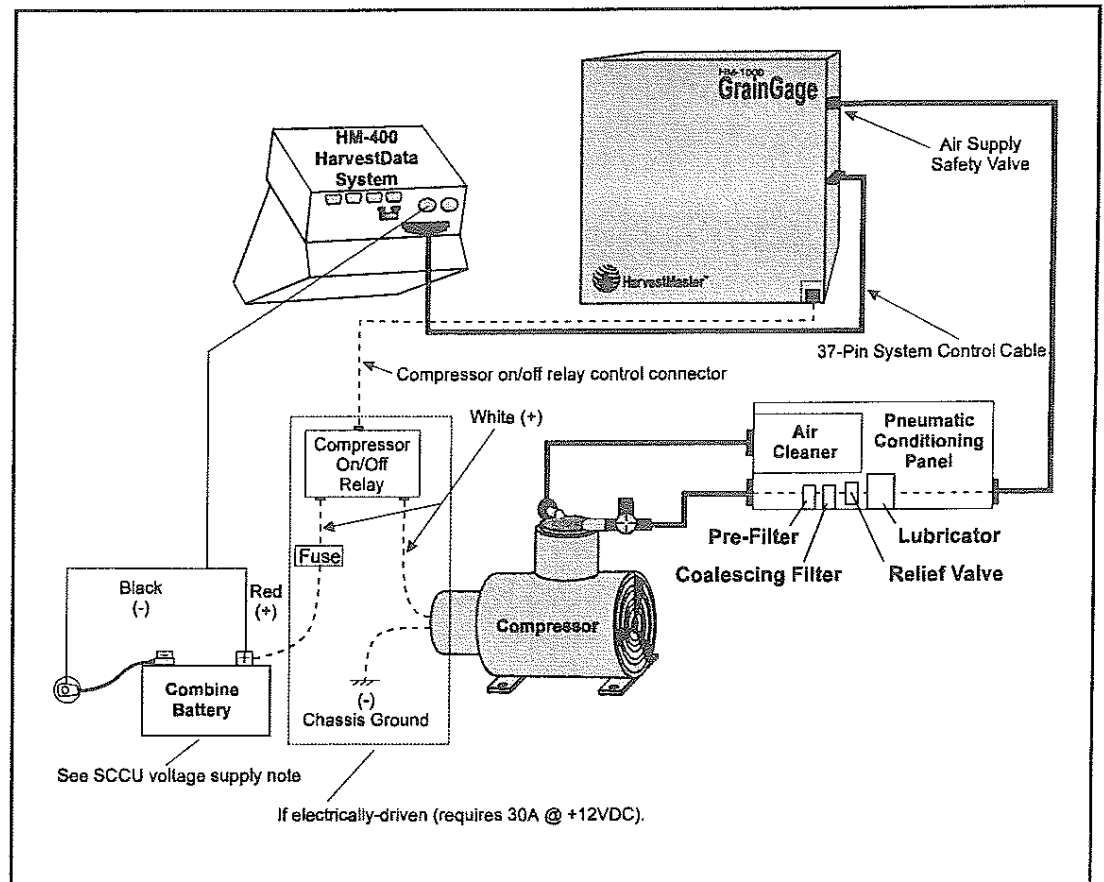 HM-1000
GrainGage
HM-400
HarvestData
System
Air Supply
Safety Valve
HarvestMaster™
37-Pin System Control Cable
Compressor on/off relay control connector
White (+)
Compressor
On/Off
Relay
Air
Cleaner
Pneumatic
Conditioning
Panel
Fuse
Pre-Filter
Lubricator
Coalescing Filter
Relief Valve
Black
(-)
Red
(+)
Compressor
Combine
Battery
(-)
Chassis Ground
See SCCU voltage supply note
If electrically-driven (requires 30A @ +12VDC).